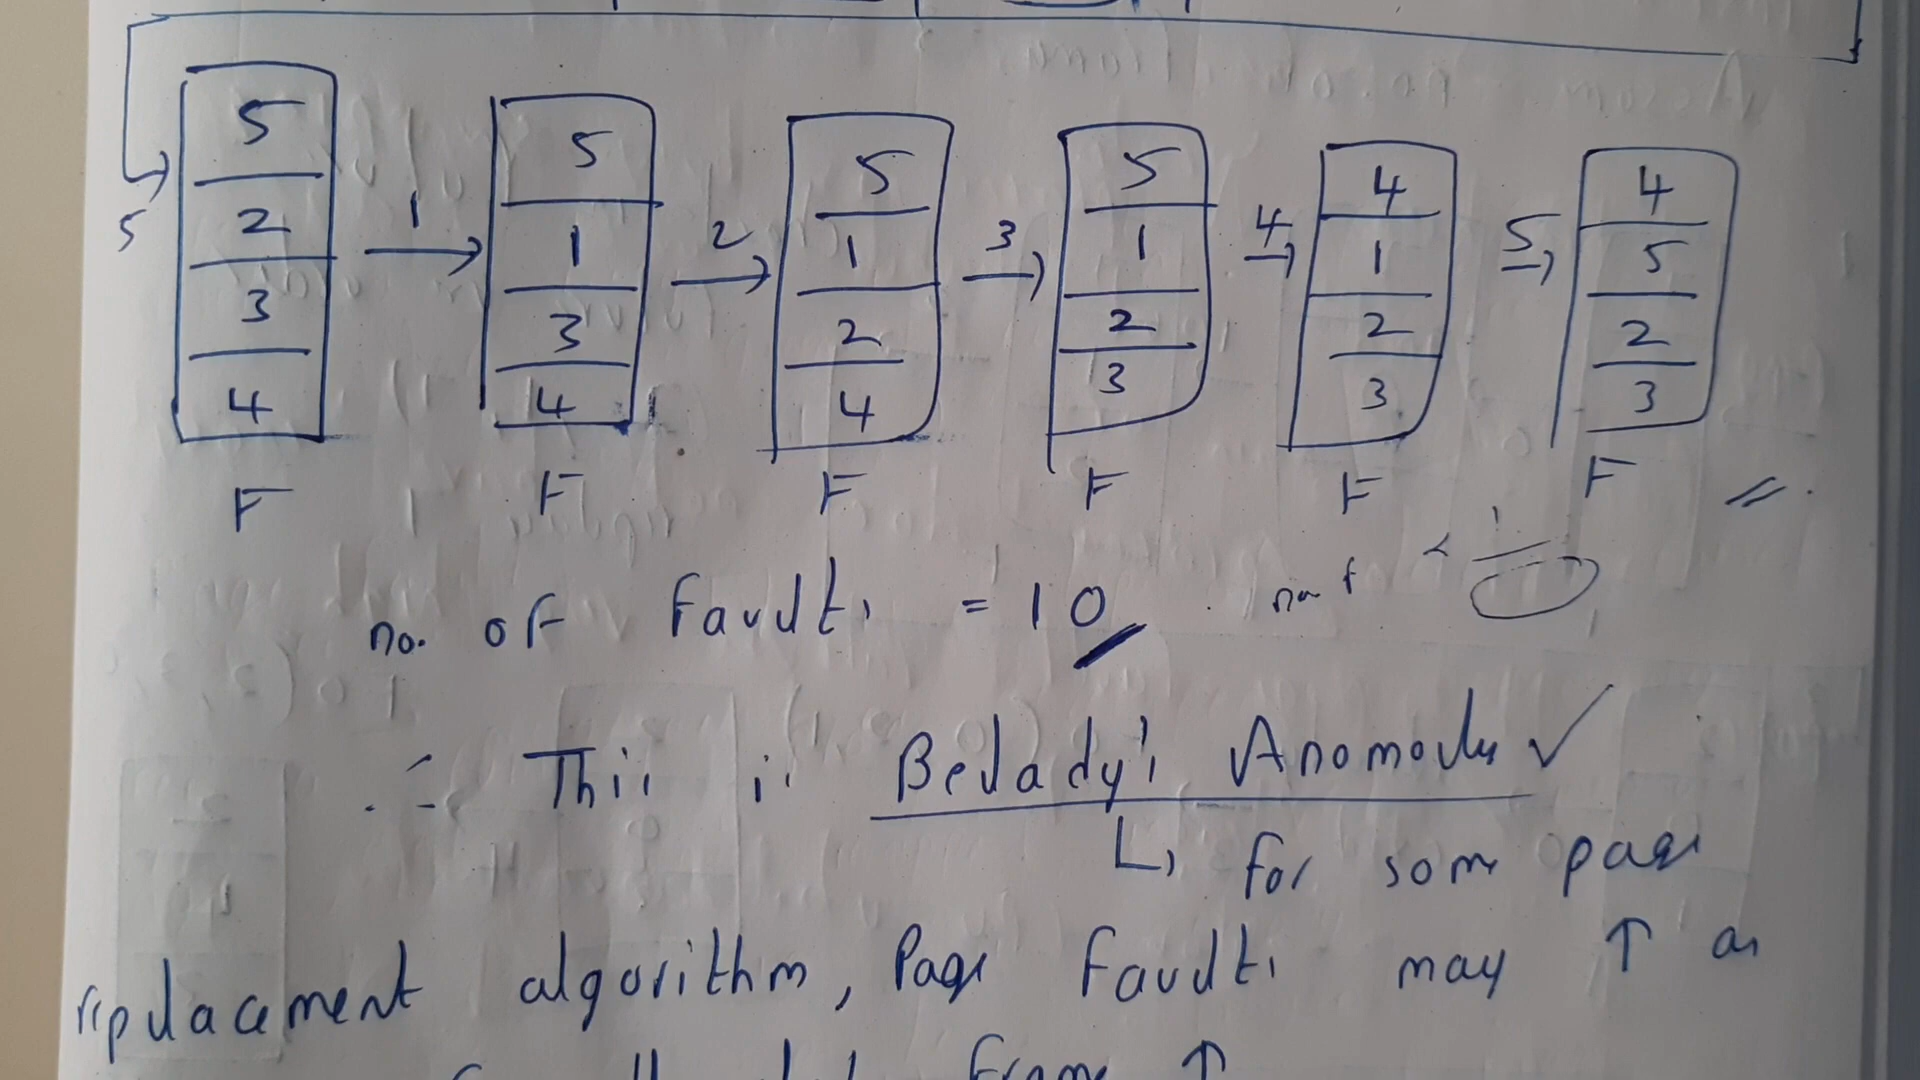 5 5 5 5 4 4
5 2 1 1 2 1 3 1 4 1 5 5
3 3 2 2 2 2
4 4 4 3 3 3
F F F F F F
no. of Faults = 10
∴ This is Belady's Anomaly ✓
↳ for some page
replacement algorithm, Page Faults may ↑ as
Frame ↑